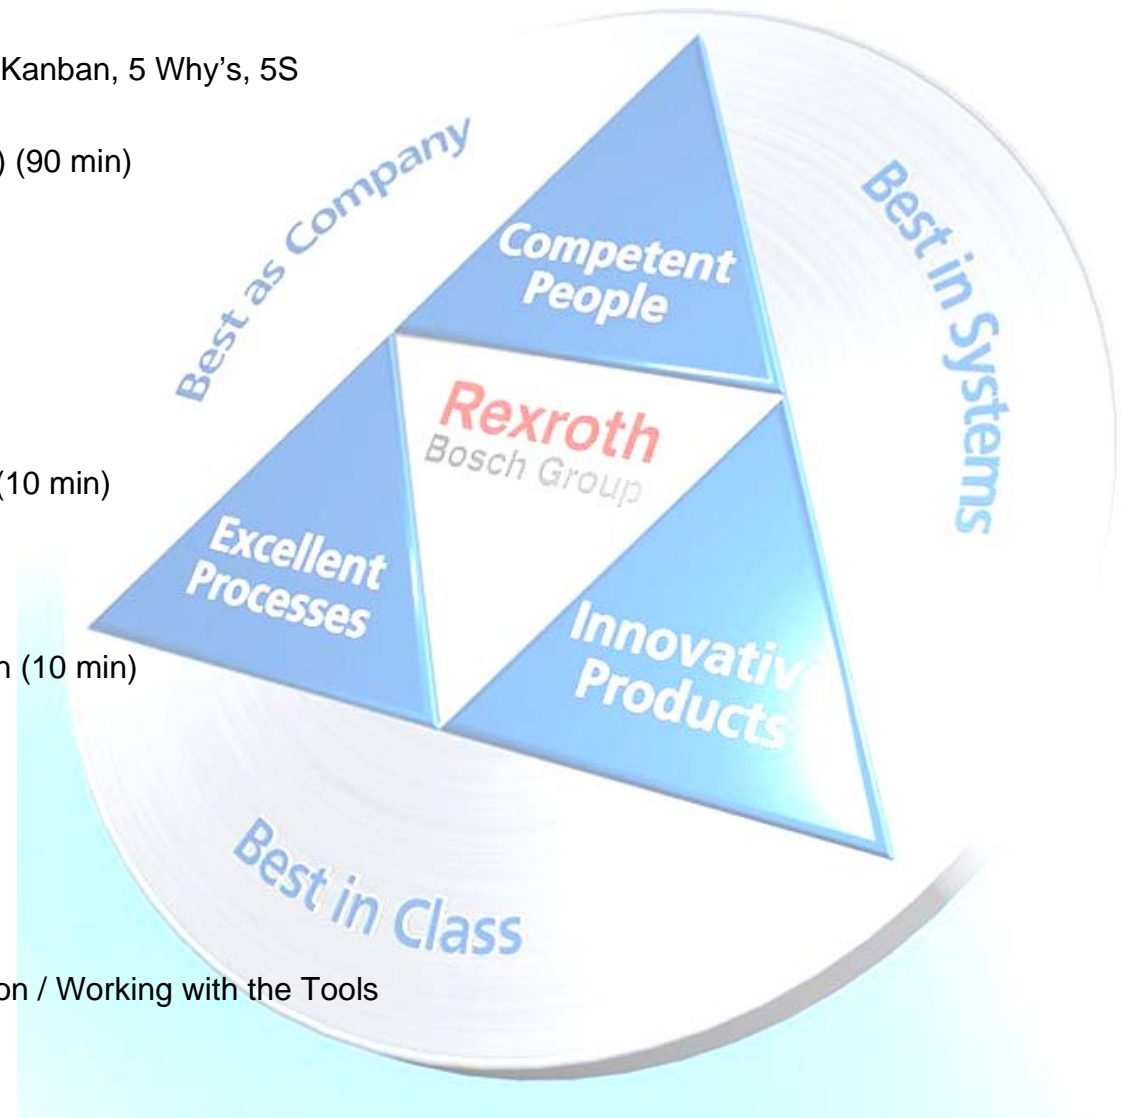 Kanban, 5 Why’s, 5S
) (90 min)
Best as Company
Best in Systems
Competent
People
Rexroth
Bosch Group
(10 min)
Excellent
Processes
Innovativ
Products
n (10 min)
Best in Class
on / Working with the Tools